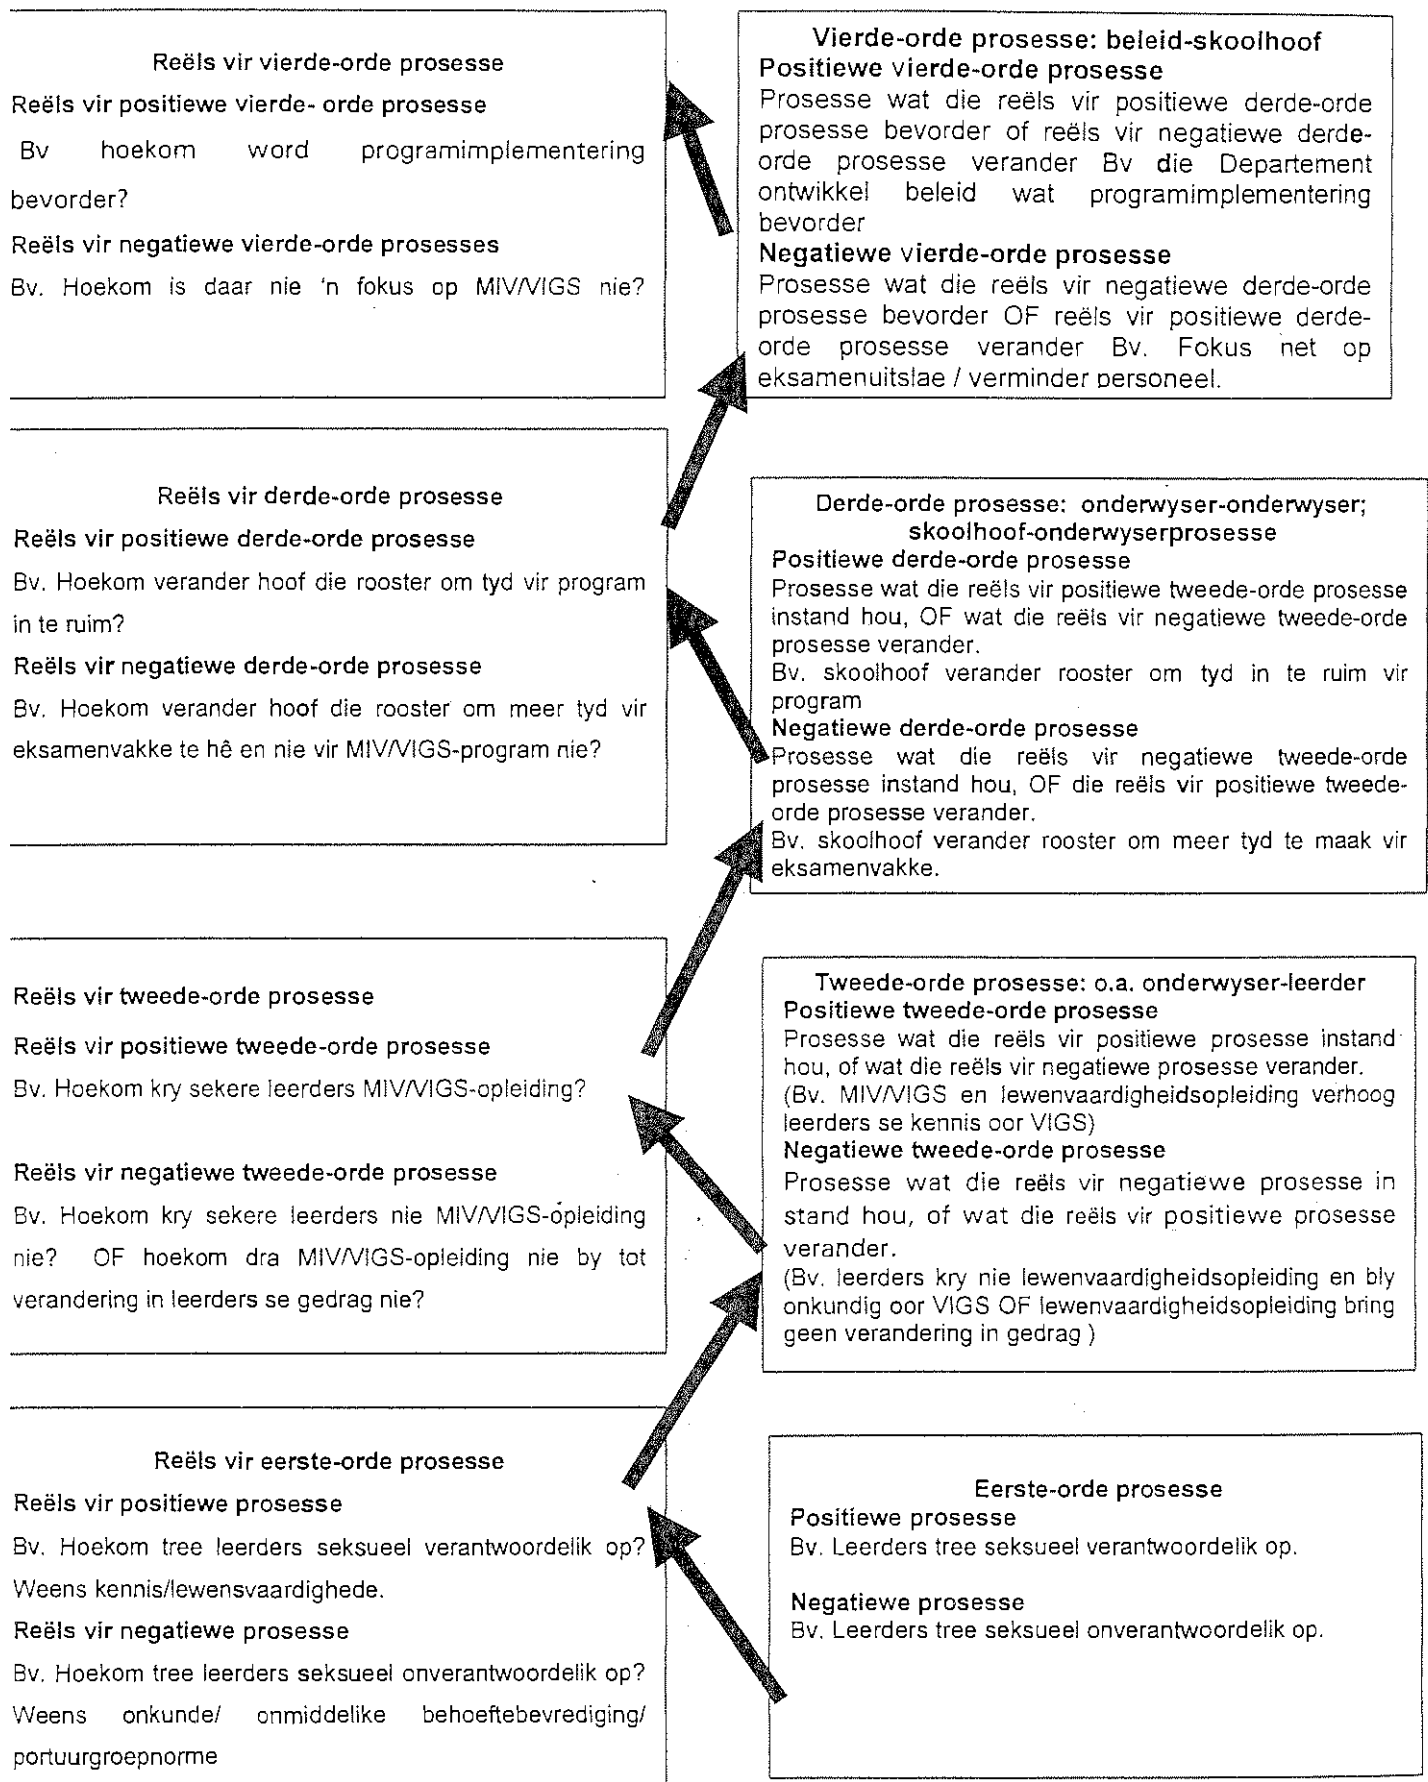 Reëls vir vierde-orde prosesse
Reëls vir positiewe vierde- orde prosesse
Bv hoekom word programimplementering
bevorder?
Reëls vir negatiewe vierde-orde prosesses
Bv. Hoekom is daar nie 'n fokus op MIV/VIGS nie?
Vierde-orde prosesse: beleid-skoolhoof
Positiewe vierde-orde prosesse
Prosesse wat die reëls vir positiewe derde-orde
prosesse bevorder of reëls vir negatiewe derde-
orde prosesse verander Bv die Departement
ontwikkel beleid wat programimplementering
bevorder
Negatiewe vierde-orde prosesse
Prosesse wat die reëls vir negatiewe derde-orde
prosesse bevorder OF reëls vir positiewe derde-
orde prosesse verander Bv. Fokus net op
eksamenuitslae / verminder personeel.
Reëls vir derde-orde prosesse
Reëls vir positiewe derde-orde prosesse
Bv. Hoekom verander hoof die rooster om tyd vir program
in te ruim?
Reëls vir negatiewe derde-orde prosesse
Bv. Hoekom verander hoof die rooster om meer tyd vir
eksamenvakke te hê en nie vir MIV/VIGS-program nie?
Derde-orde prosesse: onderwyser-onderwyser;
skoolhoof-onderwyserprosesse
Positiewe derde-orde prosesse
Prosesse wat die reëls vir positiewe tweede-orde prosesse
instand hou, OF wat die reëls vir negatiewe tweede-orde
prosesse verander.
Bv. skoolhoof verander rooster om tyd in te ruim vir
program
Negatiewe derde-orde prosesse
Prosesse wat die reëls vir negatiewe tweede-orde
prosesse instand hou, OF die reëls vir positiewe tweede-
orde prosesse verander.
Bv. skoolhoof verander rooster om meer tyd te maak vir
eksamenvakke.
Reëls vir tweede-orde prosesse
Reëls vir positiewe tweede-orde prosesse
Bv. Hoekom kry sekere leerders MIV/VIGS-opleiding?
Reëls vir negatiewe tweede-orde prosesse
Bv. Hoekom kry sekere leerders nie MIV/VIGS-opleiding
nie? OF hoekom dra MIV/VIGS-opleiding nie by tot
verandering in leerders se gedrag nie?
Tweede-orde prosesse: o.a. onderwyser-leerder
Positiewe tweede-orde prosesse
Prosesse wat die reëls vir positiewe prosesse instand
hou, of wat die reëls vir negatiewe prosesse verander.
(Bv. MIV/VIGS en lewenvaardigheidsopleiding verhoog
leerders se kennis oor VIGS)
Negatiewe tweede-orde prosesse
Prosesse wat die reëls vir negatiewe prosesse in
stand hou, of wat die reëls vir positiewe prosesse
verander.
(Bv. leerders kry nie lewenvaardigheidsopleiding en bly
onkundig oor VIGS OF lewenvaardigheidsopleiding bring
geen verandering in gedrag )
Reëls vir eerste-orde prosesse
Reëls vir positiewe prosesse
Bv. Hoekom tree leerders seksueel verantwoordelik op?
Weens kennis/lewensvaardighede.
Reëls vir negatiewe prosesse
Bv. Hoekom tree leerders seksueel onverantwoordelik op?
Weens onkunde/ onmiddelike behoeftebevrediging/
portuurgroepnorme
Eerste-orde prosesse
Positiewe prosesse
Bv. Leerders tree seksueel verantwoordelik op.
Negatiewe prosesse
Bv. Leerders tree seksueel onverantwoordelik op.